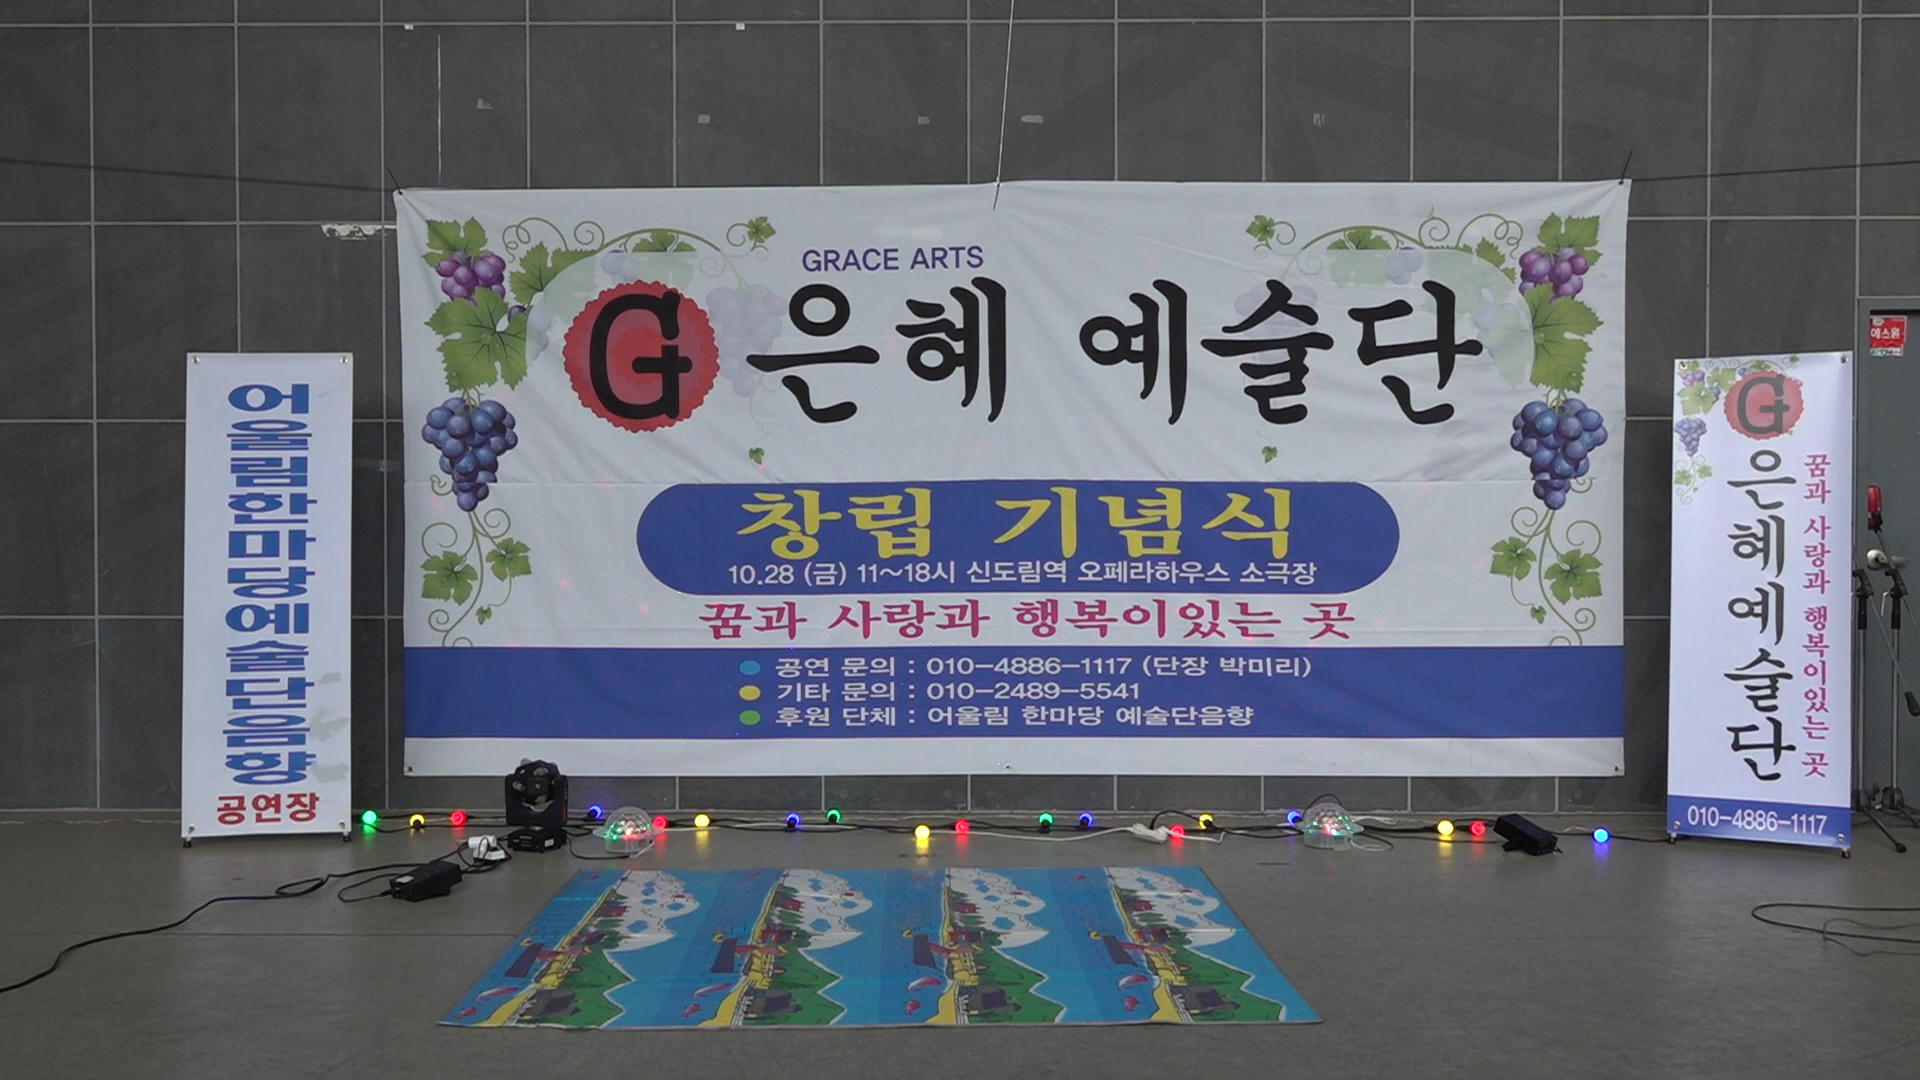 어울림한마당예술단음향
공연장
GRACE ARTS
G 은혜 예술단
창립 기념식
10.28 (금) 11~18시 신도림역 오페라하우스 소극장
꿈과 사랑과 행복이있는 곳
공연 문의 : 010-4886-1117 (단장 박미리)
기타 문의 : 010-2489-5541
후원 단체 : 어울림 한마당 예술단음향
G
은혜예술단
꿈과 사랑과 행복이있는 곳
010-4886-1117
에스원